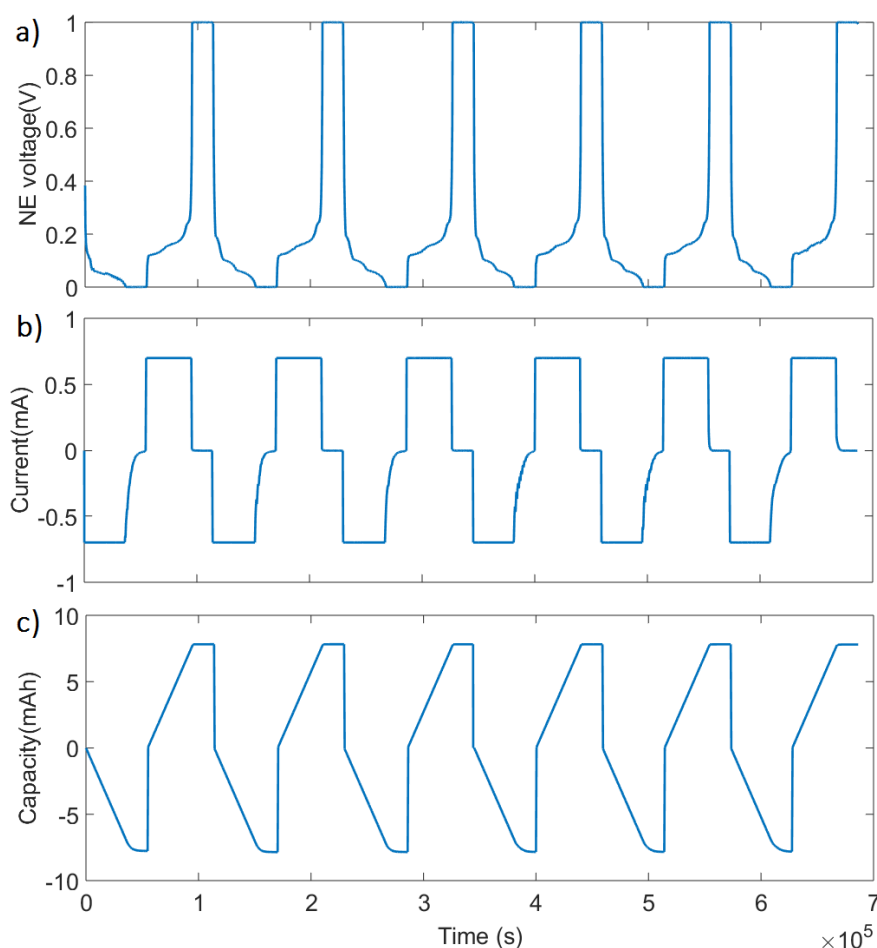 a)
NE voltage(V)
1
0.8
0.6
0.4
0.2
0
b)
Current(mA)
1
0.5
0
-0.5
-1
c)
Capacity(mAh)
10
5
0
-5
-10
0 1 2 3 4 5 6 7
Time (s)
×10⁵